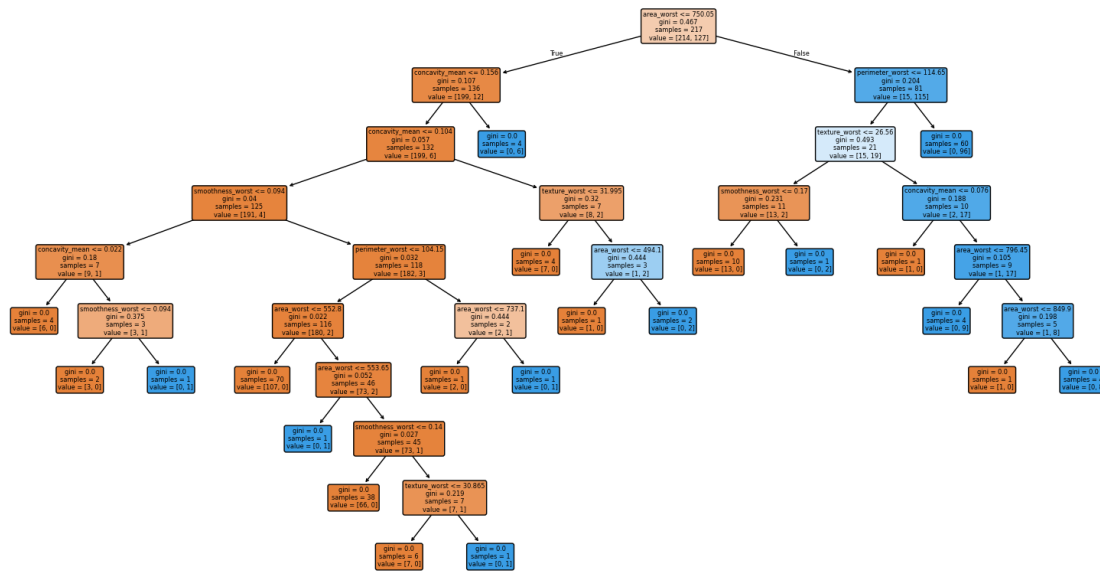 area_worst <= 750.05
gini = 0.467
samples = 217
value = [214, 127]
True
False
concavity_mean <= 0.156
gini = 0.107
samples = 136
value = [199, 12]
perimeter_worst <= 114.65
gini = 0.204
samples = 81
value = [15, 115]
concavity_mean <= 0.104
gini = 0.057
samples = 132
value = [199, 6]
gini = 0.0
samples = 4
value = [0, 6]
texture_worst <= 26.56
gini = 0.493
samples = 21
value = [15, 19]
gini = 0.0
samples = 60
value = [0, 96]
smoothness_worst <= 0.094
gini = 0.04
samples = 125
value = [191, 4]
texture_worst <= 31.995
gini = 0.32
samples = 7
value = [8, 2]
smoothness_worst <= 0.17
gini = 0.231
samples = 11
value = [13, 2]
concavity_mean <= 0.076
gini = 0.188
samples = 10
value = [2, 17]
concavity_mean <= 0.022
gini = 0.18
samples = 7
value = [9, 1]
perimeter_worst <= 104.15
gini = 0.032
samples = 118
value = [182, 3]
gini = 0.0
samples = 4
value = [7, 0]
area_worst <= 494.1
gini = 0.444
samples = 3
value = [1, 2]
gini = 0.0
samples = 10
value = [13, 0]
gini = 0.0
samples = 1
value = [0, 2]
gini = 0.0
samples = 1
value = [1, 0]
area_worst <= 796.45
gini = 0.105
samples = 9
value = [1, 17]
gini = 0.0
samples = 4
value = [6, 0]
smoothness_worst <= 0.094
gini = 0.375
samples = 3
value = [3, 1]
area_worst <= 552.8
gini = 0.022
samples = 116
value = [180, 2]
area_worst <= 737.1
gini = 0.444
samples = 2
value = [2, 1]
gini = 0.0
samples = 1
value = [1, 0]
gini = 0.0
samples = 2
value = [0, 2]
gini = 0.0
samples = 4
value = [0, 9]
area_worst <= 849.9
gini = 0.198
samples = 5
value = [1, 8]
gini = 0.0
samples = 2
value = [3, 0]
gini = 0.0
samples = 1
value = [0, 1]
gini = 0.0
samples = 70
value = [107, 0]
area_worst <= 553.65
gini = 0.052
samples = 46
value = [73, 2]
gini = 0.0
samples = 1
value = [2, 0]
gini = 0.0
samples = 1
value = [0, 1]
gini = 0.0
samples = 1
value = [1, 0]
gini = 0.0
samples =
value = [0,
gini = 0.0
samples = 1
value = [0, 1]
smoothness_worst <= 0.14
gini = 0.027
samples = 45
value = [73, 1]
gini = 0.0
samples = 38
value = [66, 0]
texture_worst <= 30.865
gini = 0.219
samples = 7
value = [7, 1]
gini = 0.0
samples = 6
value = [7, 0]
gini = 0.0
samples = 1
value = [0, 1]